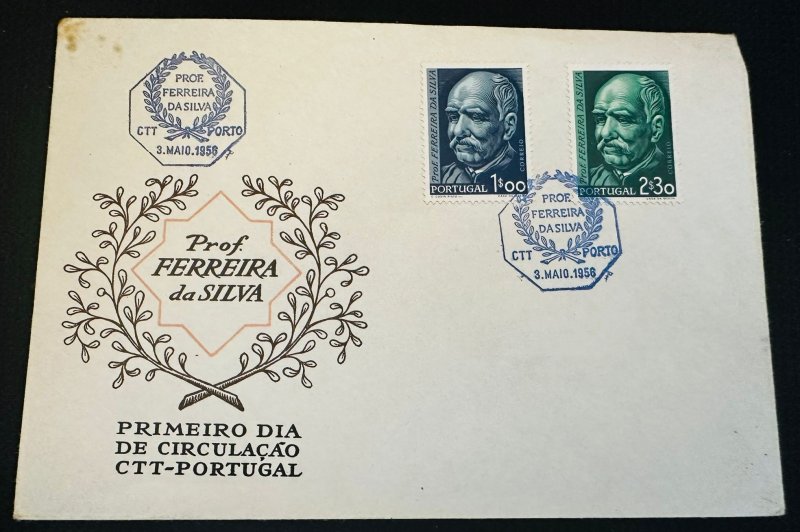 PROF.
FERREIRA
DA SILVA
CTT PORTO
3.MAIO.1956
Prof.
FERREIRA
da SILVA
PRIMEIRO DIA
DE CIRCULAÇÃO
CTT-PORTUGAL
Prof. FERREIRA DA SILVA
CORREIO
1$00
PORTUGAL
Prof. FERREIRA DA SILVA
CORREIO
PORTUGAL 2$30
PROF.
FERREIRA
DA SILVA
CTT PORTO
3.MAIO.1956